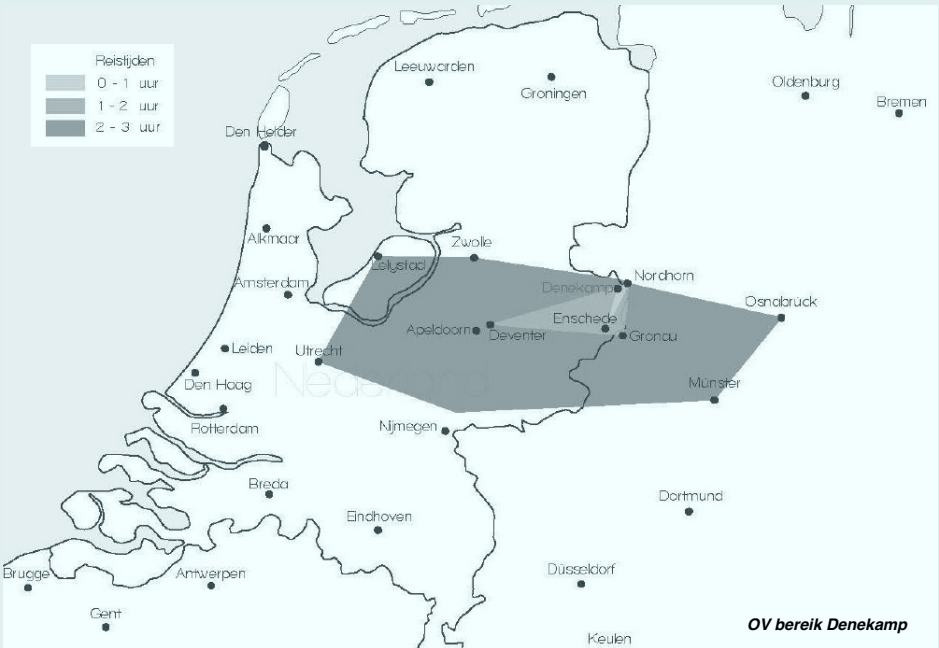 Reistijden
0 - 1 uur
1 - 2 uur
2 - 3 uur
Leeuwarden
Groningen
Oldenburg
Bremen
Den Helder
Alkmaar
Zwolle
Lelystad
Nordhorn
Amsterdam
Denekamp
Osnabrück
Enschede
Apeldoorn
Deventer
Gronau
Leiden
Utrecht
Nederland
Den Haag
Münster
Rotterdam
Nijmegen
Breda
Dortmund
Eindhoven
Brugge
Antwerpen
Düsseldorf
Gent
OV bereik Denekamp
Keulen